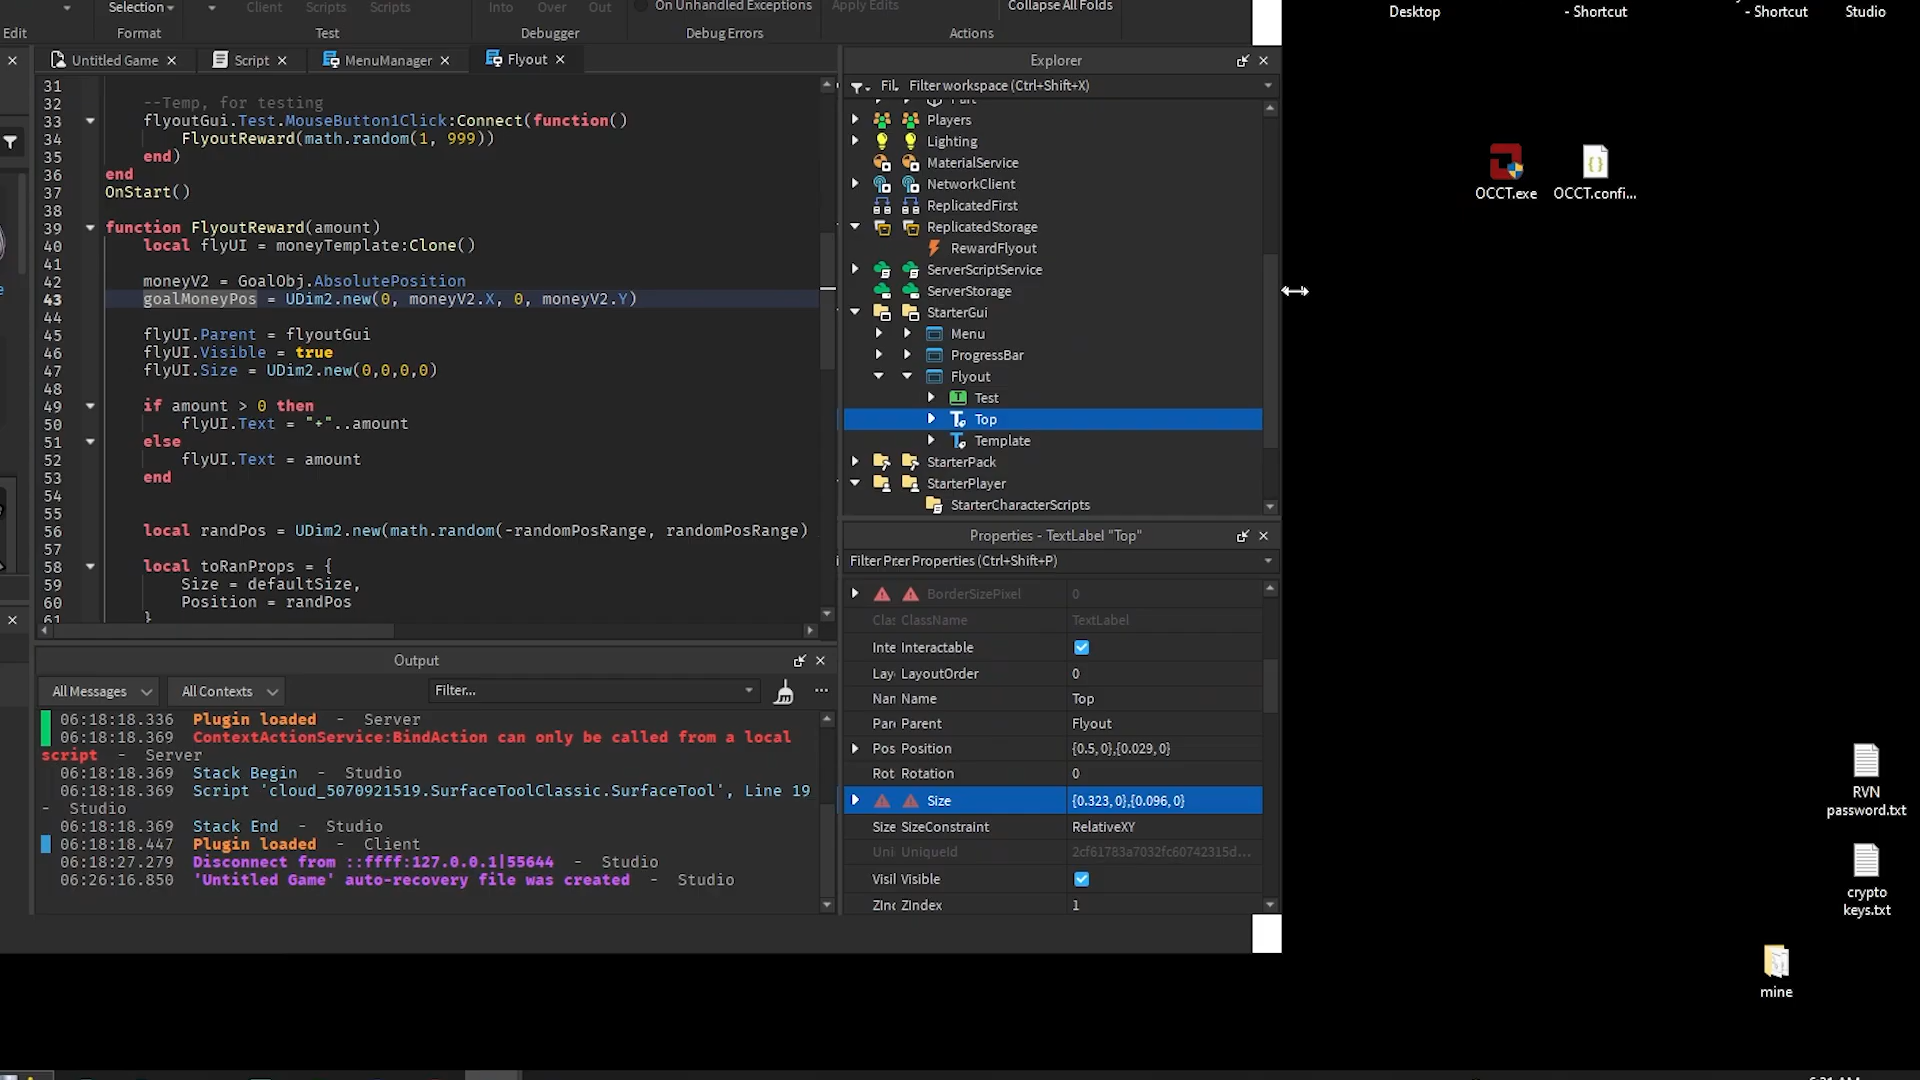 Selection
Client
Scripts
Scripts
Into
Over
Out
On Unhandled Exceptions
Apply Edits
Collapse All Folds
Edit
Format
Test
Debugger
Debug Errors
Actions
Untitled Game
Script
MenuManager
Flyout
31
32 --Temp, for testing
33 flyoutGui.Test.MouseButton1Click:Connect(function()
34 FlyoutReward(math.random(1, 999))
35 end)
36 end
37 OnStart()
38
39 function FlyoutReward(amount)
40 local flyUI = moneyTemplate:Clone()
41
42 moneyV2 = GoalObj.AbsolutePosition
43 goalMoneyPos = UDim2.new(0, moneyV2.X, 0, moneyV2.Y)
44
45 flyUI.Parent = flyoutGui
46 flyUI.Visible = true
47 flyUI.Size = UDim2.new(0,0,0,0)
48
49 if amount > 0 then
50 flyUI.Text = "+"..amount
51 else
52 flyUI.Text = amount
53 end
54
55
56 local randPos = UDim2.new(math.random(-randomPosRange, randomPosRange)
57
58 local toRanProps = {
59 Size = defaultSize,
60 Position = randPos
61 }
Output
All Messages
All Contexts
Filter...
06:18:18.336 Plugin loaded - Server
06:18:18.369 ContextActionService:BindAction can only be called from a local
script - Server
06:18:18.369 Stack Begin - Studio
06:18:18.369 Script 'cloud_5070921519.SurfaceToolClassic.SurfaceTool', Line 19
- Studio
06:18:18.369 Stack End - Studio
06:18:18.447 Plugin loaded - Client
06:18:27.279 Disconnect from ::ffff:127.0.0.1|55644 - Studio
06:26:16.850 'Untitled Game' auto-recovery file was created - Studio
Explorer
Fil Filter workspace (Ctrl+Shift+X)
Part
Players
Lighting
MaterialService
NetworkClient
ReplicatedFirst
ReplicatedStorage
RewardFlyout
ServerScriptService
ServerStorage
StarterGui
Menu
ProgressBar
Flyout
Test
Top
Template
StarterPack
StarterPlayer
StarterCharacterScripts
Properties - TextLabel "Top"
Filter Properties (Ctrl+Shift+P)
BorderSizePixel 0
Clas ClassName TextLabel
Inte Interactable
Lay LayoutOrder 0
Nan Name Top
Par Parent Flyout
Pos Position {0.5, 0},{0.029, 0}
Rot Rotation 0
Size {0.323, 0},{0.096, 0}
Size SizeConstraint RelativeXY
Uni UniqueId 2cf61783a7032fc60742315d...
Visil Visible
ZInc ZIndex 1
Desktop
- Shortcut
- Shortcut
Studio
OCCT.exe
OCCT.confi...
RVN
password.txt
crypto
keys.txt
mine